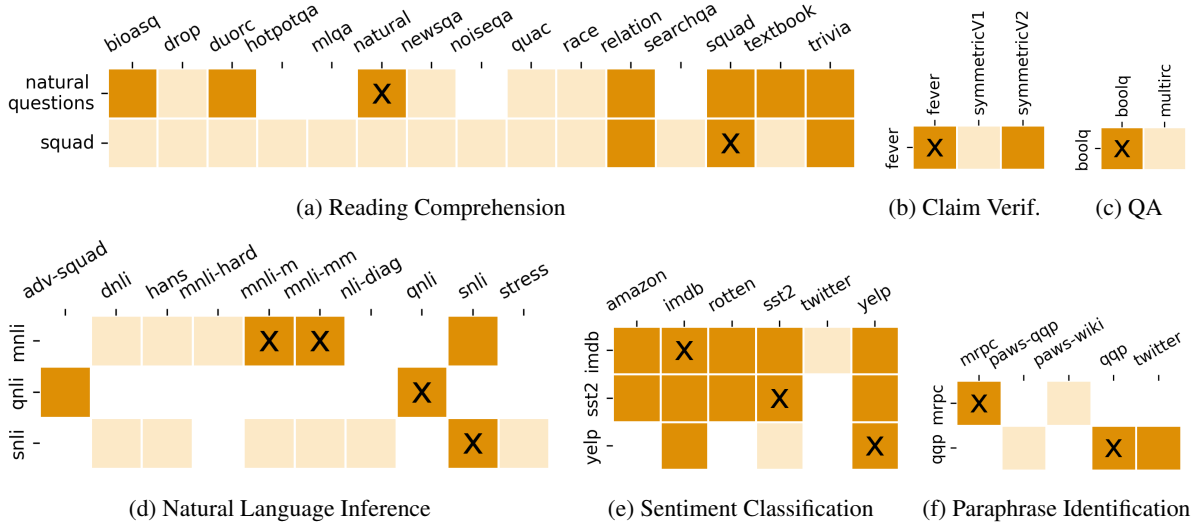 bioasq drop duorc hotpotqa mlqa natural newsqa noiseqa quac race relation searchqa squad textbook trivia
natural
questions
X
squad
X
(a) Reading Comprehension
fever symmetricV1 symmetricV2
fever
X
(b) Claim Verif.
boolq multirc
boolq
X
(c) QA
adv-squad dnli hans mnli-hard mnli-m mnli-mm nli-diag qnli snli stress
mnli
X X
qnli
X
snli
X
(d) Natural Language Inference
amazon imdb rotten sst2 twitter yelp
imdb
X
sst2
X
yelp
X
(e) Sentiment Classification
mrpc paws-qqp paws-wiki qqp twitter
mrpc
X
qqp
X
(f) Paraphrase Identification